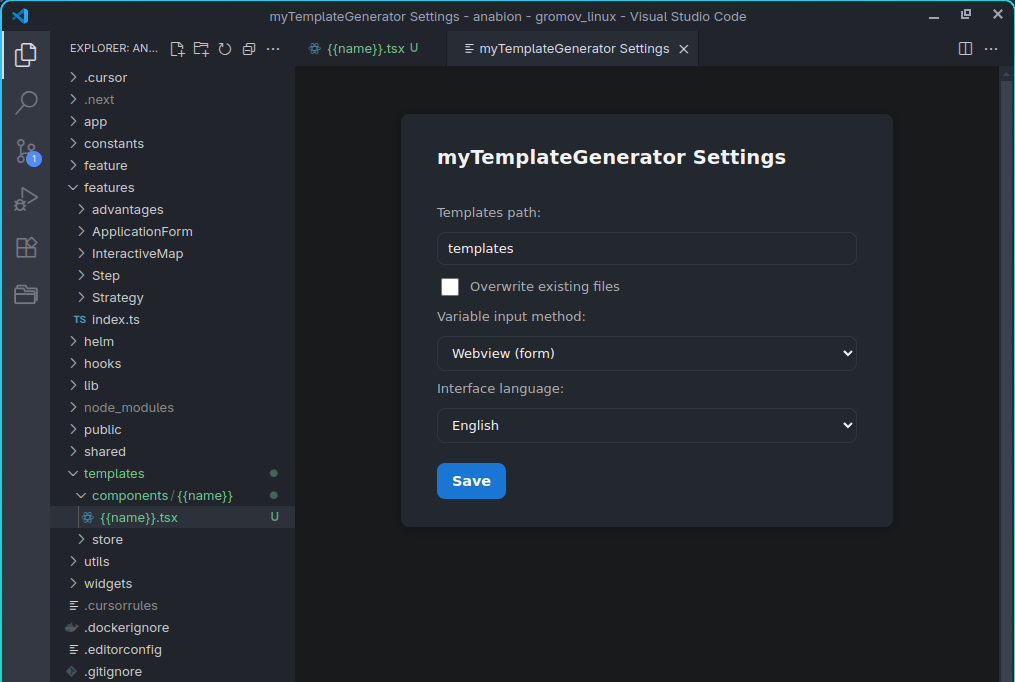 myTemplateGenerator Settings - anabion - gromov_linux - Visual Studio Code
EXPLORER: AN...
{{name}}.tsx U
myTemplateGenerator Settings
.cursor
.next
app
constants
feature
features
advantages
ApplicationForm
InteractiveMap
Step
Strategy
TS index.ts
helm
hooks
lib
node_modules
public
shared
templates
components / {{name}}
{{name}}.tsx U
store
utils
widgets
.cursorrules
.dockerignore
.editorconfig
.gitignore
1
myTemplateGenerator Settings
Templates path:
templates
Overwrite existing files
Variable input method:
Webview (form)
Interface language:
English
Save